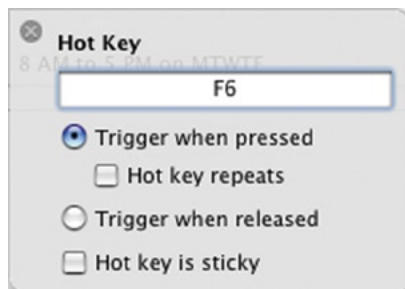 Hot Key
8 AM to 5 PM on MTWTF
F6
Trigger when pressed
Hot key repeats
Trigger when released
Hot key is sticky